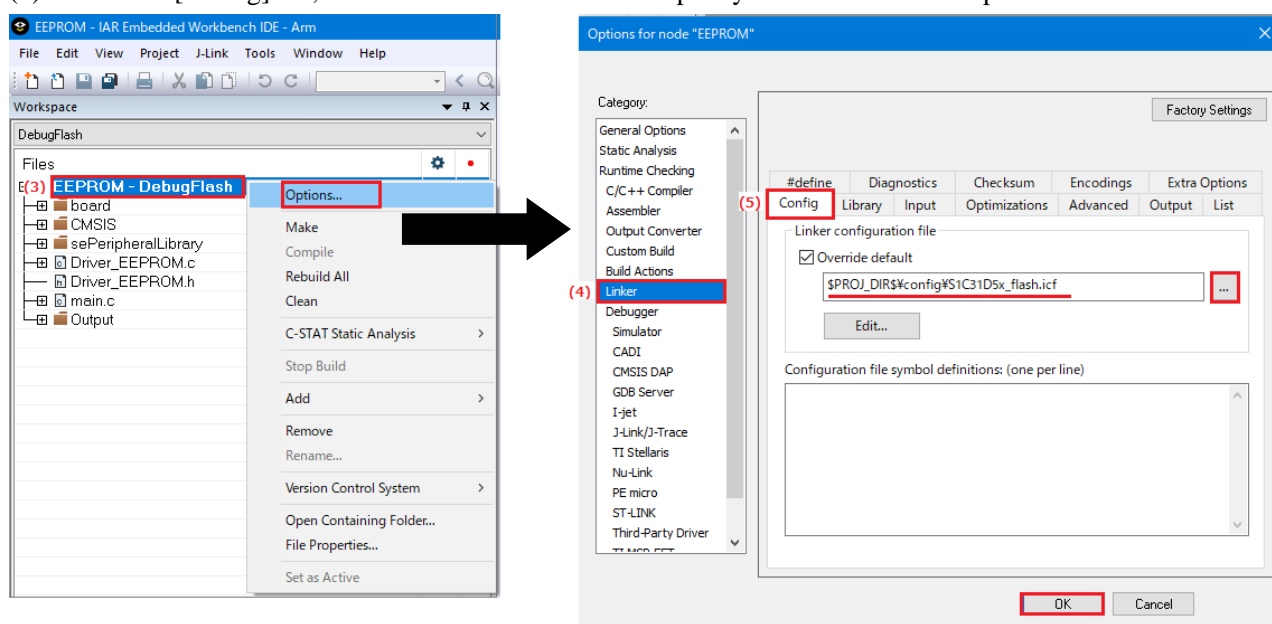 EEPROM - IAR Embedded Workbench IDE - Arm
File Edit View Project J-Link Tools Window Help
Workspace
DebugFlash
Files
(3) EEPROM - DebugFlash
board
CMSIS
sePeripheralLibrary
Driver_EEPROM.c
Driver_EEPROM.h
main.c
Output
Options...
Make
Compile
Rebuild All
Clean
C-STAT Static Analysis
Stop Build
Add
Remove
Rename...
Version Control System
Open Containing Folder...
File Properties...
Set as Active
Options for node "EEPROM"
Category:
General Options
Static Analysis
Runtime Checking
C/C++ Compiler
Assembler
Output Converter
Custom Build
Build Actions
(4) Linker
Debugger
Simulator
CADI
CMSIS DAP
GDB Server
I-jet
J-Link/J-Trace
TI Stellaris
Nu-Link
PE micro
ST-LINK
Third-Party Driver
Factory Settings
#define Diagnostics Checksum Encodings Extra Options
(5) Config Library Input Optimizations Advanced Output List
Linker configuration file
Override default
$PROJ_DIR$¥config¥S1C31D5x_flash.icf
...
Edit...
Configuration file symbol definitions: (one per line)
OK Cancel